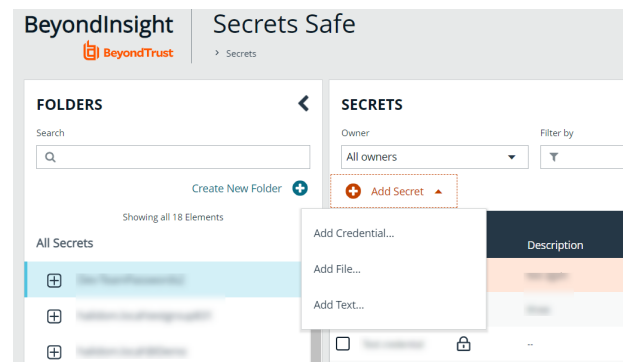 BeyondInsight
BeyondTrust
Secrets Safe
> Secrets
FOLDERS
Search
Create New Folder
Showing all 18 Elements
All Secrets
SECRETS
Owner
Filter by
All owners
Add Secret
Add Credential...
Add File...
Add Text...
Description
--